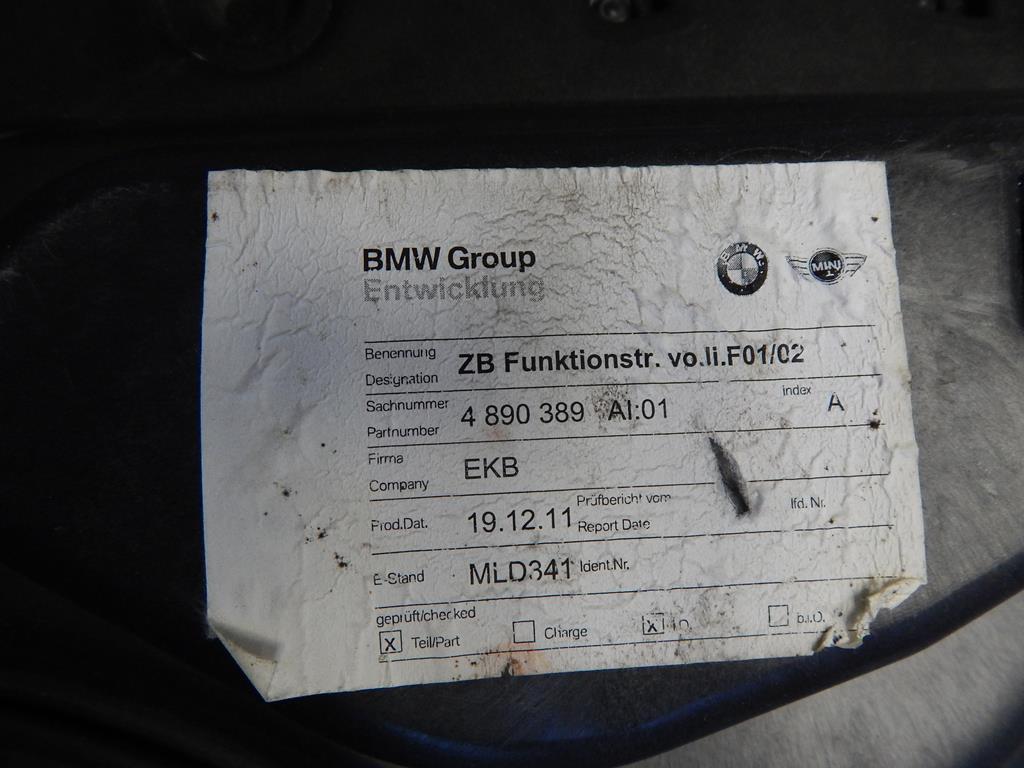 BMW Group
Entwicklung
BMW
MINI
Benennung
Designation
ZB Funktionstr. vo.li.F01/02
Sachnummer
Partnumber
4 890 389 AI:01
index
A
Firma
Company
EKB
Prod.Dat.
19.12.11
Prüfbericht vom
Report Date
lfd. Nr.
E-Stand
MLD341
Ident.Nr.
geprüft/checked
X Teil/Part
Charge
X i.O.
b.i.O.